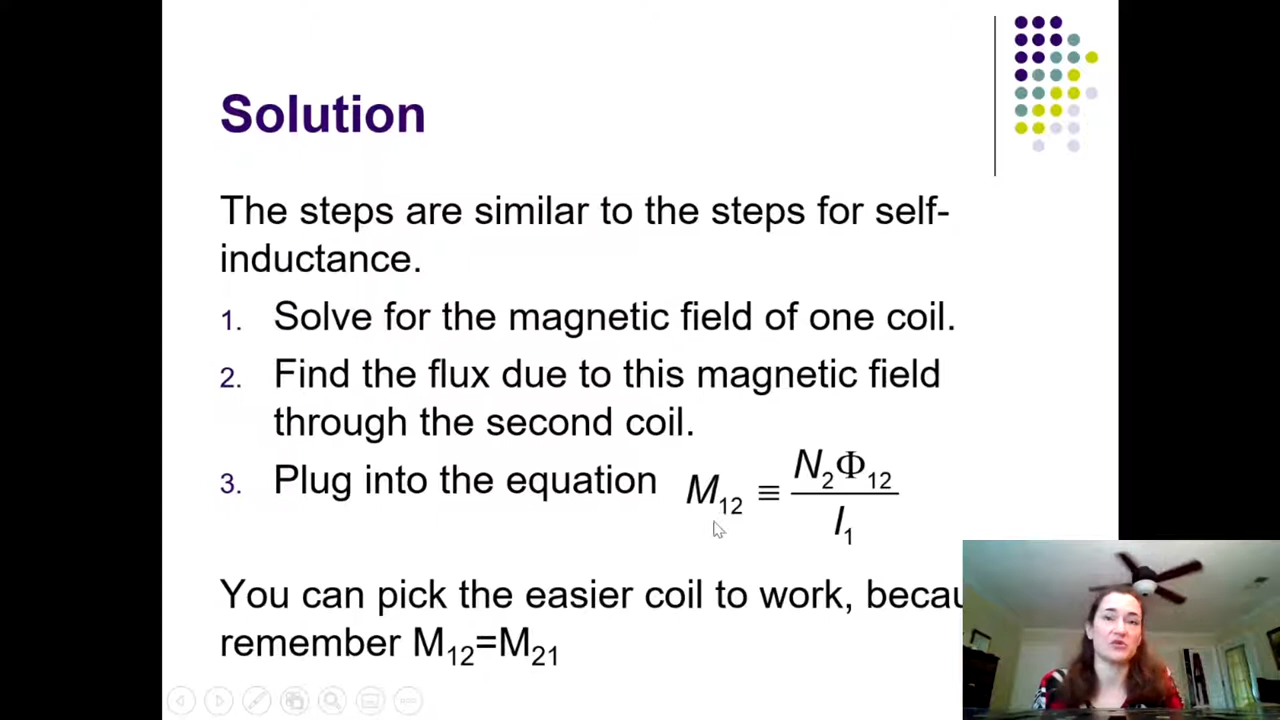 Solution
The steps are similar to the steps for self-
inductance.
1. Solve for the magnetic field of one coil.
2. Find the flux due to this magnetic field
through the second coil.
3. Plug into the equation M₁₂ ≡ N₂Φ₁₂ / I₁
You can pick the easier coil to work,
remember M₁₂=M₂₁